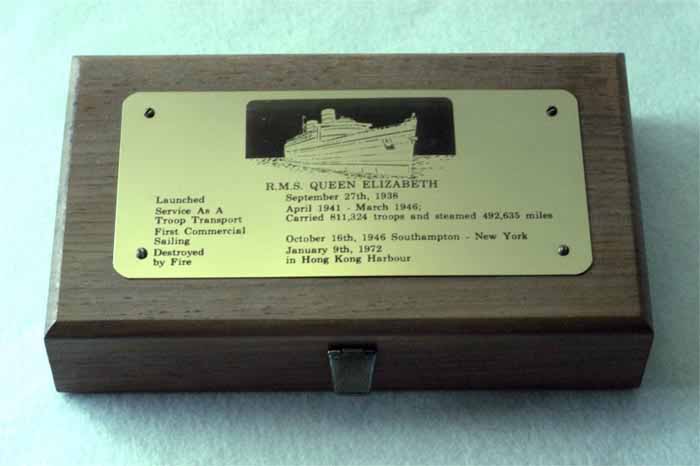 R.M.S. QUEEN ELIZABETH
Launched September 27th, 1938
Service As A April 1941 - March 1946;
Troop Transport Carried 811,324 troops and steamed 492,635 miles
First Commercial
Sailing October 16th, 1946 Southampton - New York
Destroyed January 9th, 1972
by Fire in Hong Kong Harbour